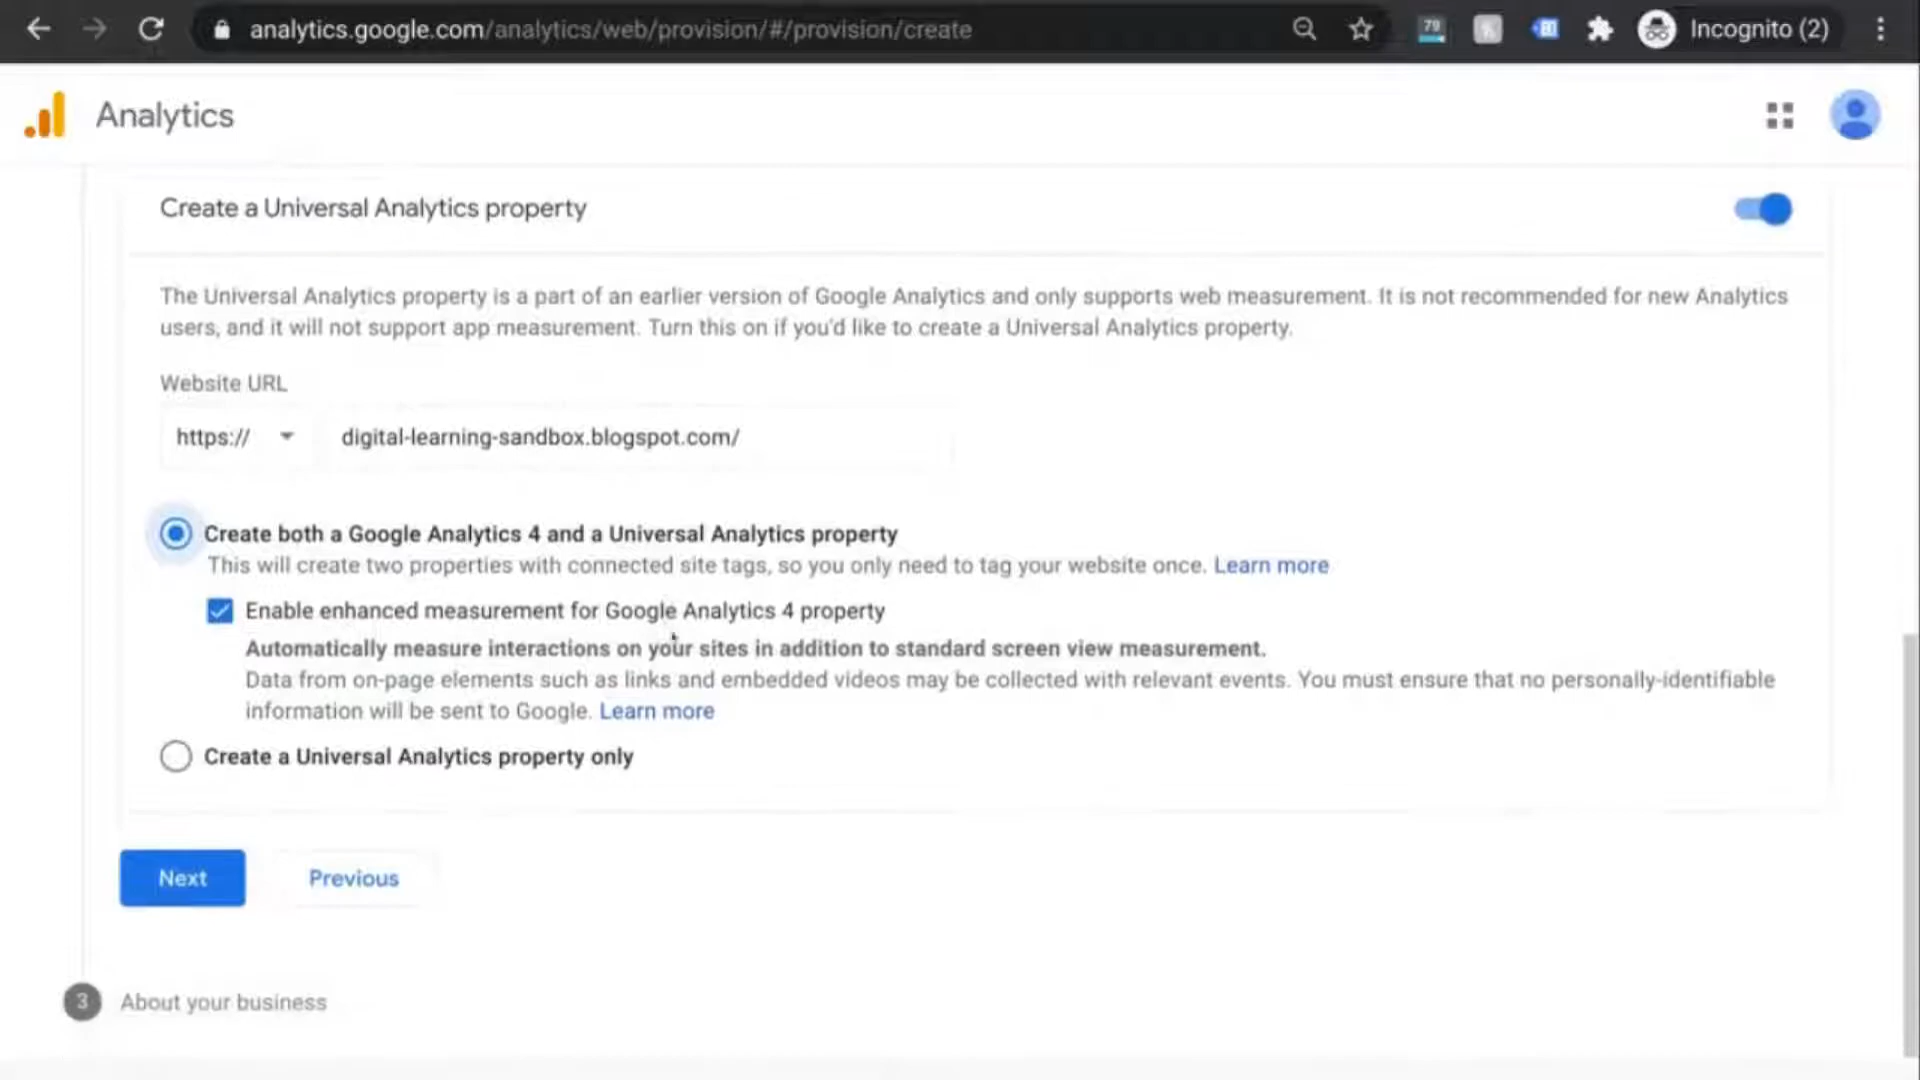 analytics.google.com/analytics/web/provision/#/provision/create
79
Incognito (2)
Analytics
Create a Universal Analytics property
The Universal Analytics property is a part of an earlier version of Google Analytics and only supports web measurement. It is not recommended for new Analytics
users, and it will not support app measurement. Turn this on if you'd like to create a Universal Analytics property.
Website URL
https://
digital-learning-sandbox.blogspot.com/
Create both a Google Analytics 4 and a Universal Analytics property
This will create two properties with connected site tags, so you only need to tag your website once. Learn more
Enable enhanced measurement for Google Analytics 4 property
Automatically measure interactions on your sites in addition to standard screen view measurement.
Data from on-page elements such as links and embedded videos may be collected with relevant events. You must ensure that no personally-identifiable
information will be sent to Google. Learn more
Create a Universal Analytics property only
Next
Previous
3 About your business